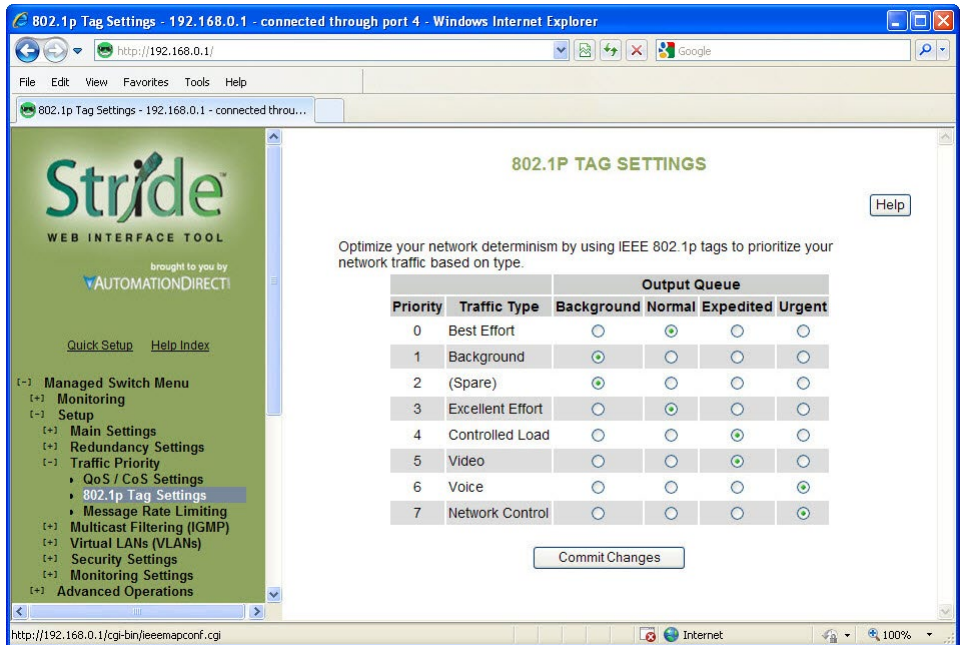 802.1p Tag Settings - 192.168.0.1 - connected through port 4 - Windows Internet Explorer
http://192.168.0.1/
Google
File Edit View Favorites Tools Help
802.1p Tag Settings - 192.168.0.1 - connected throu...
Stride™
WEB INTERFACE TOOL
brought to you by
AUTOMATIONDIRECT
Quick Setup Help Index
[-] Managed Switch Menu
[+] Monitoring
[-] Setup
[+] Main Settings
[+] Redundancy Settings
[-] Traffic Priority
QoS / CoS Settings
802.1p Tag Settings
Message Rate Limiting
[+] Multicast Filtering (IGMP)
[+] Virtual LANs (VLANs)
[+] Security Settings
[+] Monitoring Settings
[+] Advanced Operations
802.1P TAG SETTINGS
Help
Optimize your network determinism by using IEEE 802.1p tags to prioritize your
network traffic based on type.
Output Queue
Priority Traffic Type Background Normal Expedited Urgent
0 Best Effort
1 Background
2 (Spare)
3 Excellent Effort
4 Controlled Load
5 Video
6 Voice
7 Network Control
Commit Changes
http://192.168.0.1/cgi-bin/ieeemapconf.cgi
Internet
100%